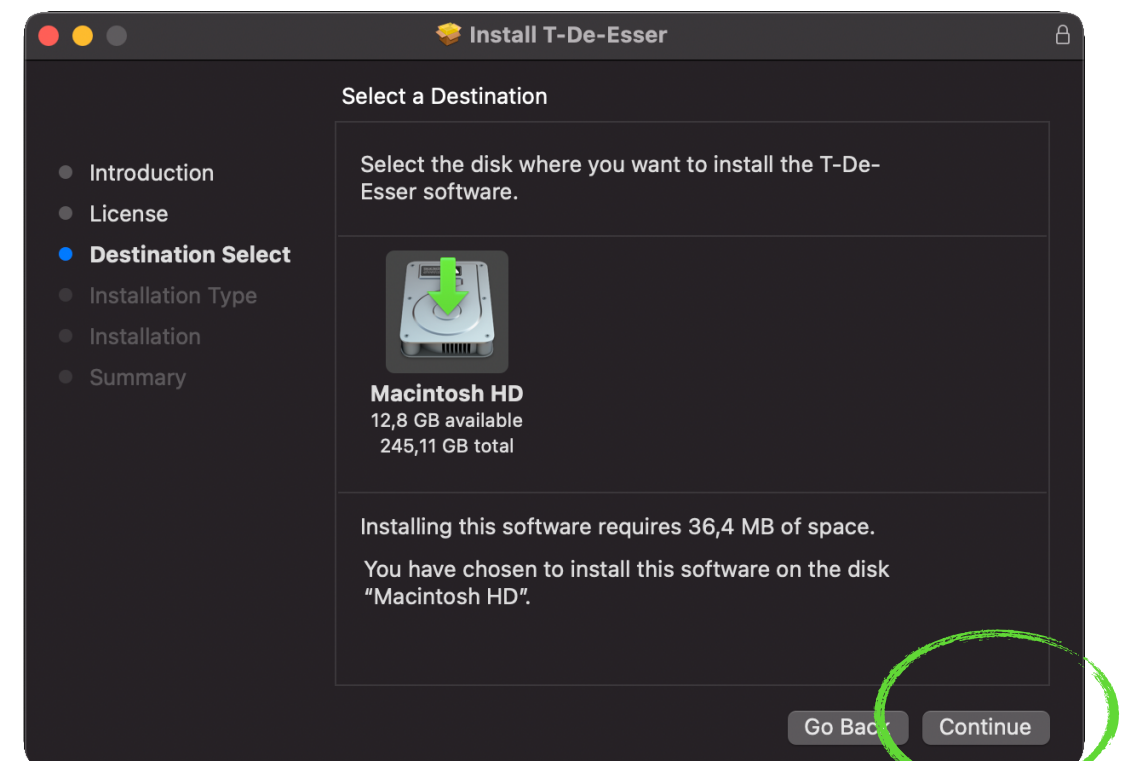 Install T-De-Esser
Select a Destination
Introduction
License
Destination Select
Installation Type
Installation
Summary
Select the disk where you want to install the T-De-
Esser software.
Macintosh HD
12,8 GB available
245,11 GB total
Installing this software requires 36,4 MB of space.
You have chosen to install this software on the disk
“Macintosh HD”.
Go Back
Continue